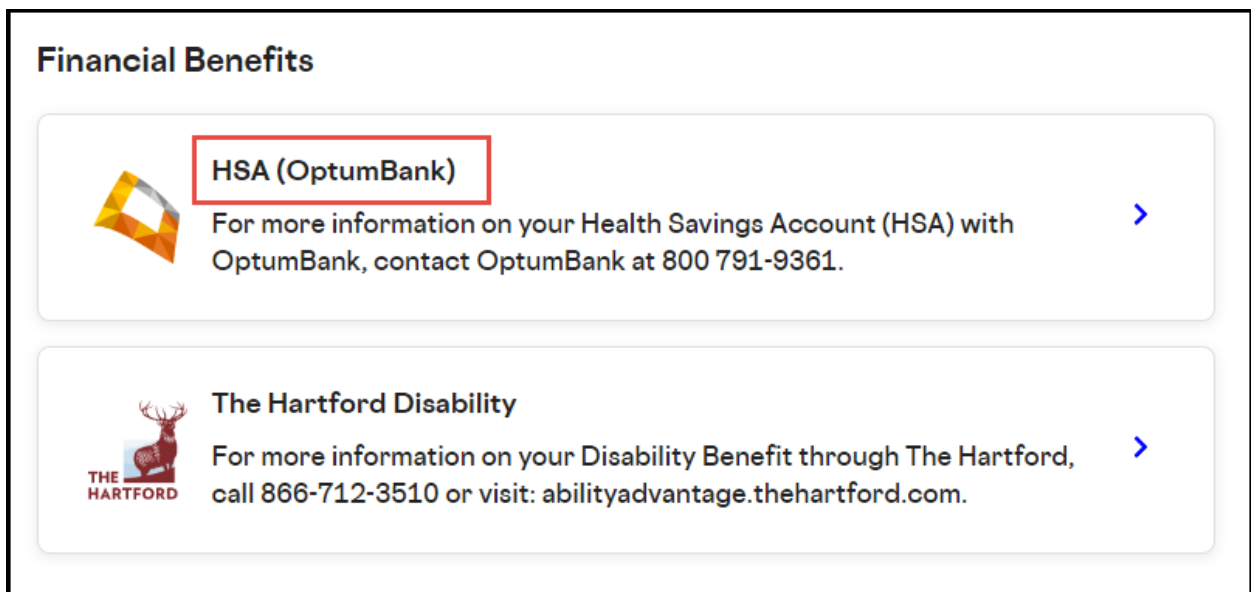 Financial Benefits
HSA (OptumBank)
For more information on your Health Savings Account (HSA) with
OptumBank, contact OptumBank at 800 791-9361.
The Hartford Disability
For more information on your Disability Benefit through The Hartford,
call 866-712-3510 or visit: abilityadvantage.thehartford.com.
THE
HARTFORD